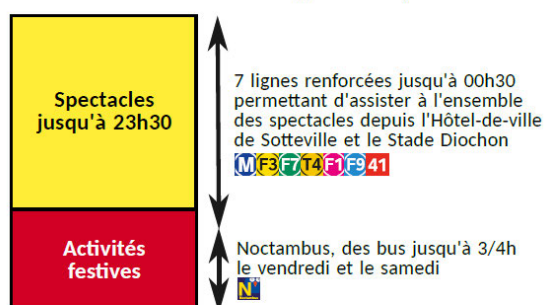 Spectacles
jusqu'à 23h30
7 lignes renforcées jusqu'à 00h30
permettant d'assister à l'ensemble
des spectacles depuis l'Hôtel-de-ville
de Sotteville et le Stade Diochon
M F3 F7 T4 F1 F9 41
Activités
festives
Noctambus, des bus jusqu'à 3/4h
le vendredi et le samedi
N